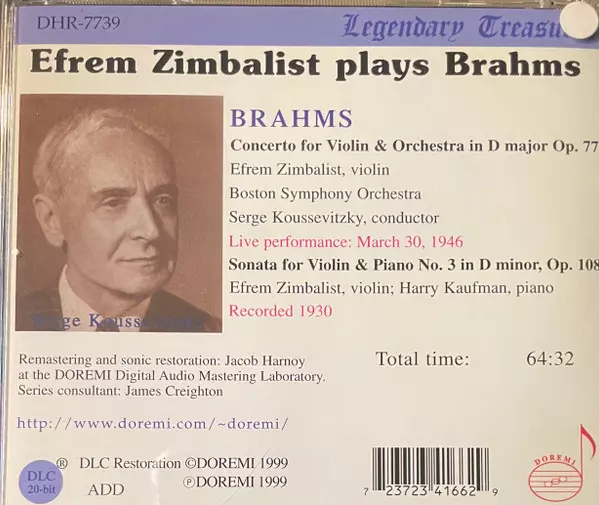 DHR-7739
Legendary Treasu
Efrem Zimbalist plays Brahms
BRAHMS
Concerto for Violin & Orchestra in D major Op. 77
Efrem Zimbalist, violin
Boston Symphony Orchestra
Serge Koussevitzky, conductor
Live performance: March 30, 1946
Sonata for Violin & Piano No. 3 in D minor, Op. 108
Efrem Zimbalist, violin; Harry Kaufman, piano
Recorded 1930
Serge Koussevitzky
Remastering and sonic restoration: Jacob Harnoy
at the DOREMI Digital Audio Mastering Laboratory.
Series consultant: James Creighton
Total time: 64:32
http://www.doremi.com/~doremi/
DLC
20-bit
® DLC Restoration ©DOREMI 1999
ADD ℗DOREMI 1999
7 23723 41662 9
DOREMI